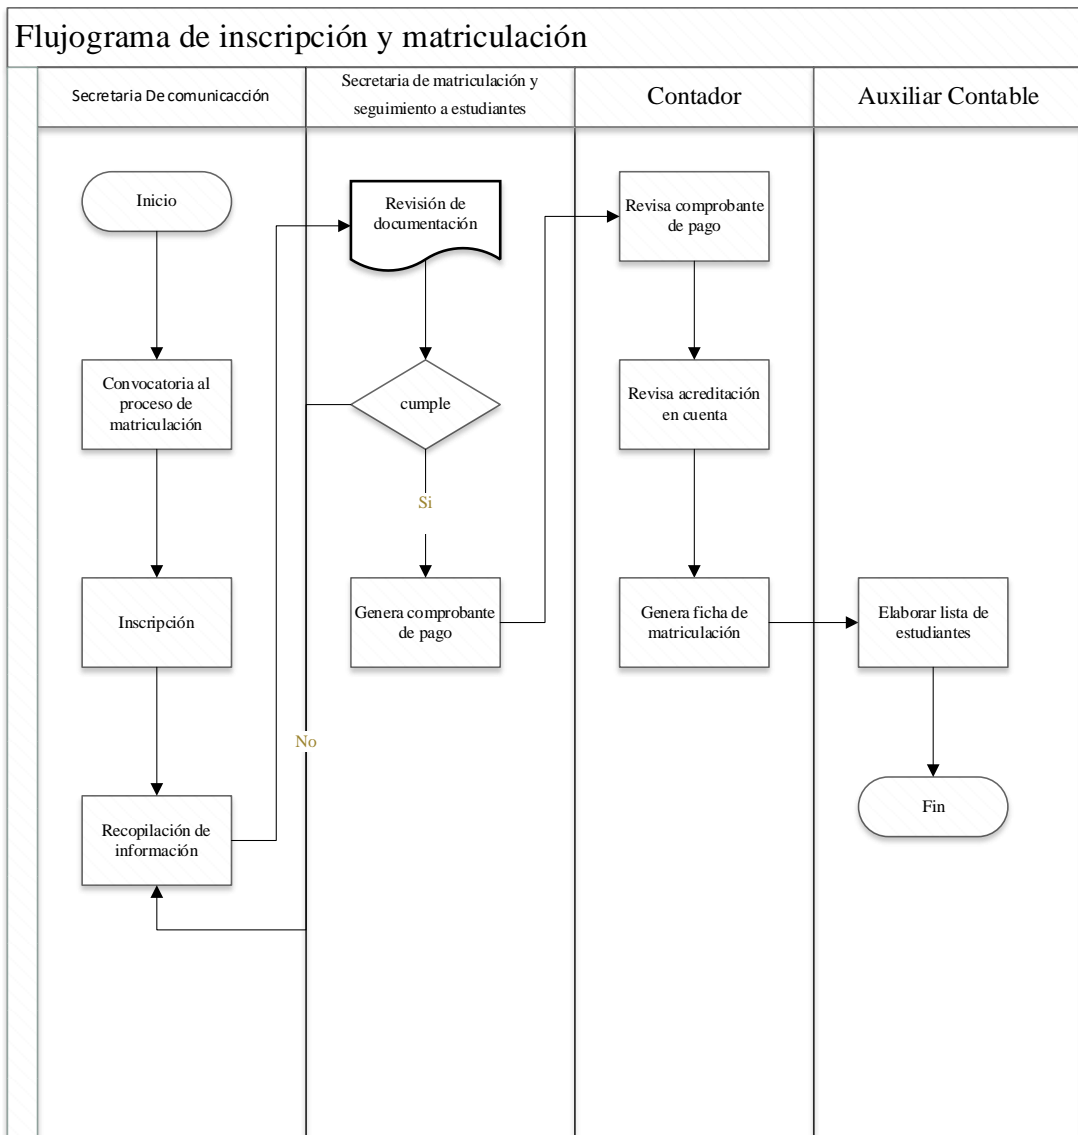 Flujograma de inscripción y matriculación
Secretaria De comunicacción
Secretaria de matriculación y
seguimiento a estudiantes
Contador
Auxiliar Contable
Inicio
Convocatoria al
proceso de
matriculación
Inscripción
Recopilación de
información
Revisión de
documentación
cumple
Si
No
Genera comprobante
de pago
Revisa comprobante
de pago
Revisa acreditación
en cuenta
Genera ficha de
matriculación
Elaborar lista de
estudiantes
Fin